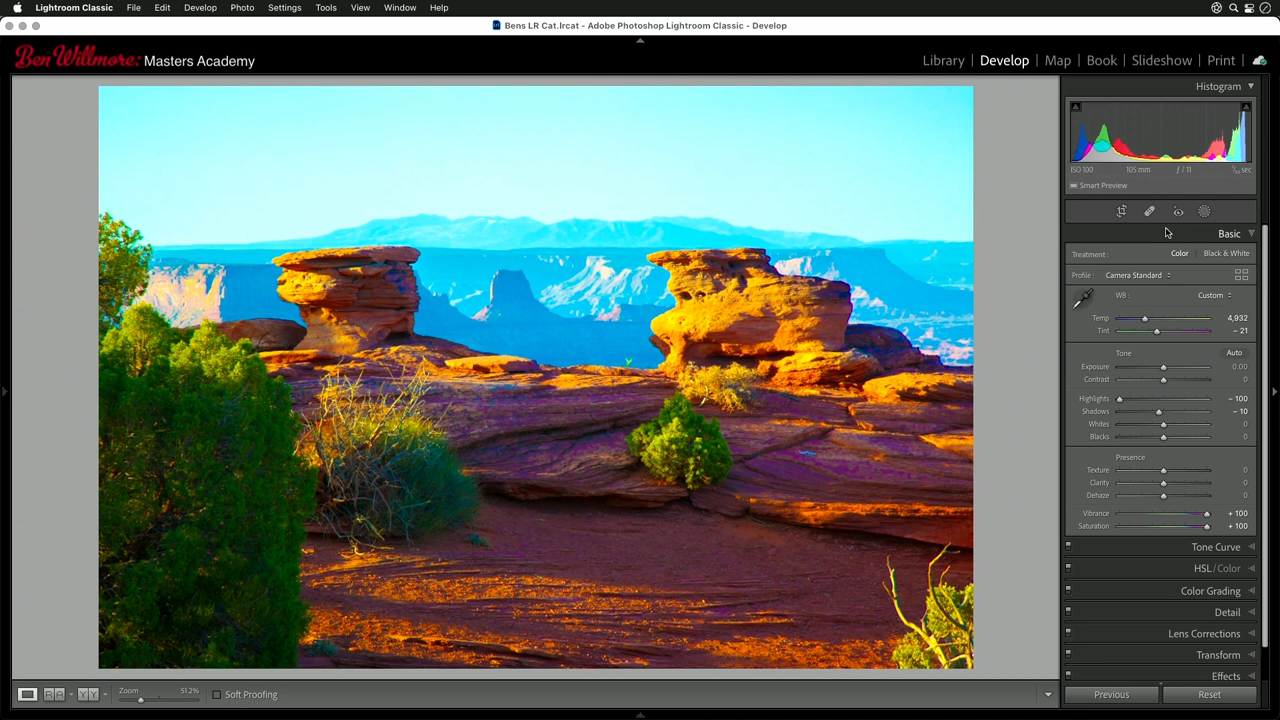 Lightroom Classic File Edit Develop Photo Settings Tools View Window Help
Bens LR Cat.lrcat - Adobe Photoshop Lightroom Classic - Develop
Ben Willmore: Masters Academy
Library | Develop | Map | Book | Slideshow | Print
Histogram
ISO 100 105 mm ƒ / 11 sec
Smart Preview
Basic
Treatment : Color Black & White
Profile : Camera Standard
WB : Custom
Temp 4,932
Tint – 21
Tone Auto
Exposure 0.00
Contrast 0
Highlights – 100
Shadows – 10
Whites 0
Blacks 0
Presence
Texture 0
Clarity 0
Dehaze 0
Vibrance + 100
Saturation + 100
Tone Curve
HSL / Color
Color Grading
Detail
Lens Corrections
Transform
Effects
Zoom 51.2% Soft Proofing
Previous Reset